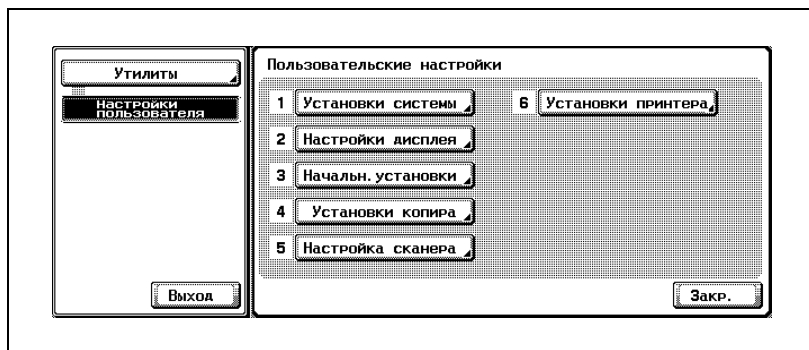 Утилиты
Настройки
пользователя
Выход
Пользовательские настройки
1 Установки системы
2 Настройки дисплея
3 Начальн.установки
4 Установки копира
5 Настройка сканера
6 Установки принтера
Закр.